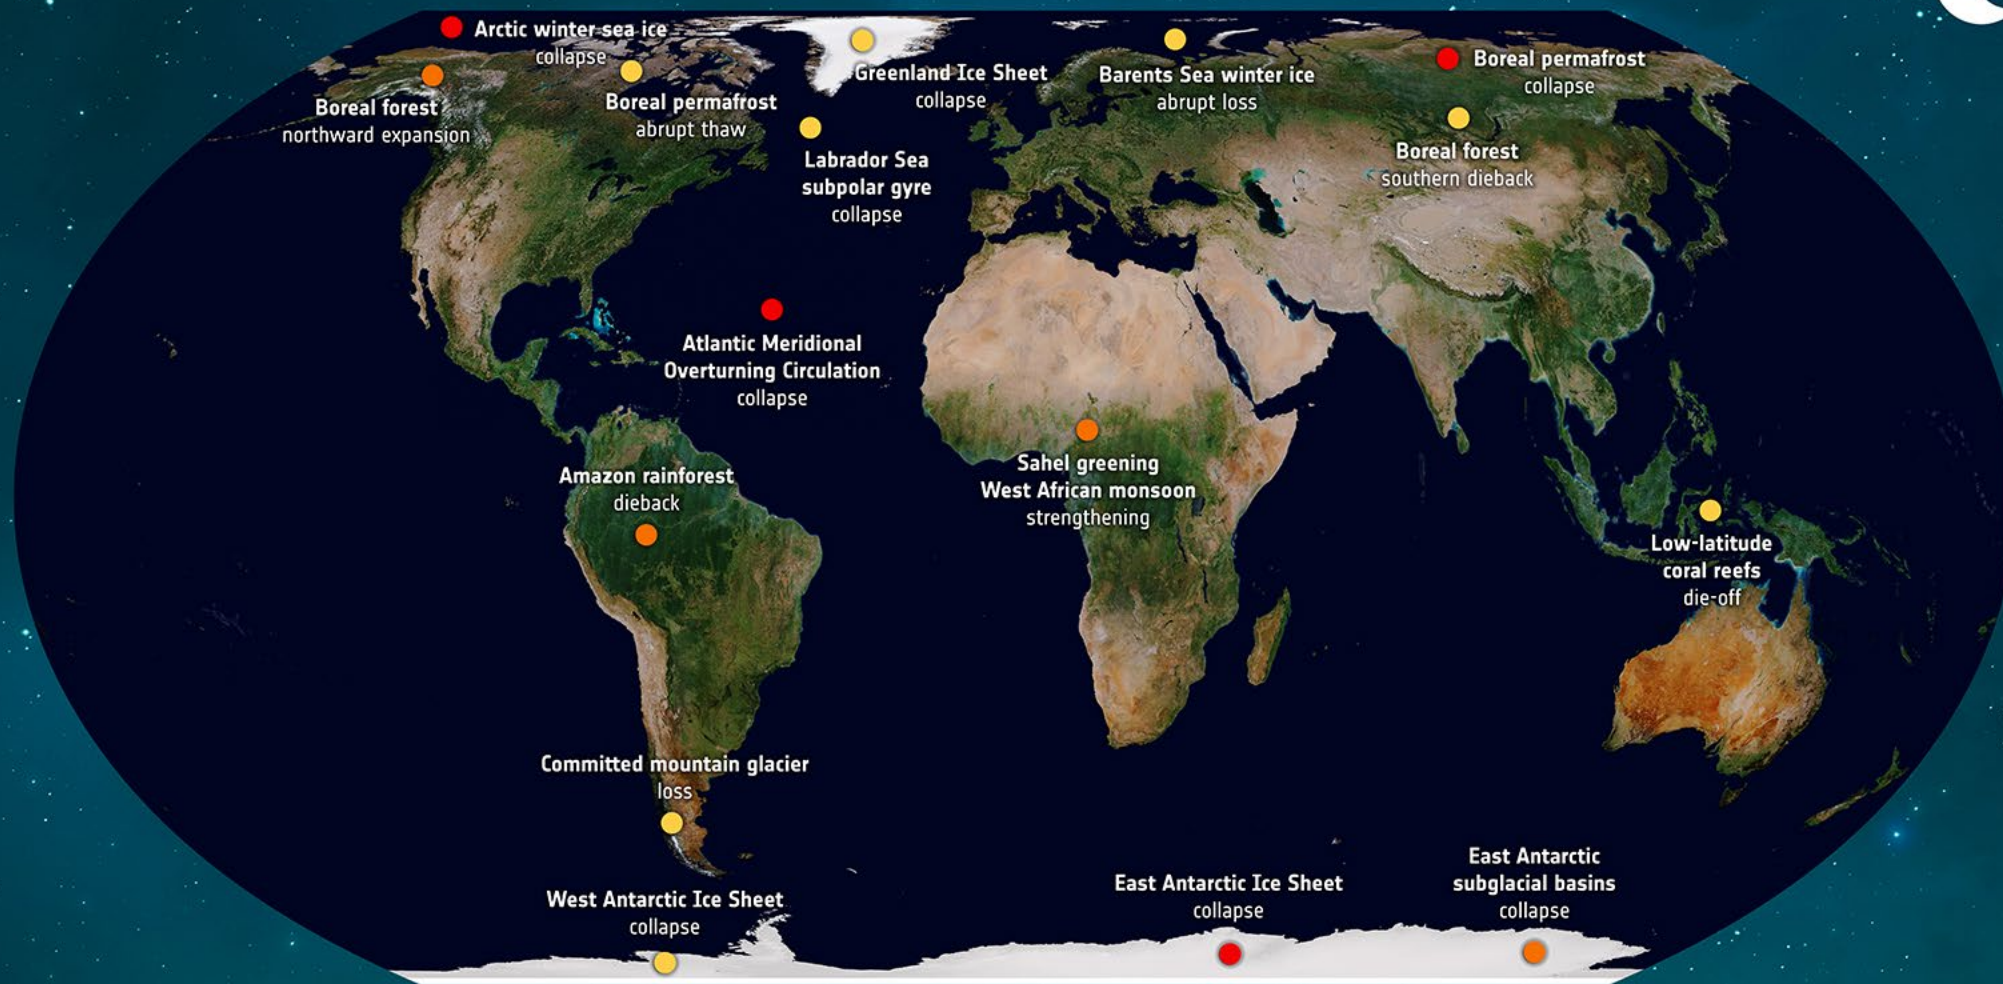 Arctic winter sea ice
collapse
Boreal forest
northward expansion
Boreal permafrost
abrupt thaw
Greenland Ice Sheet
collapse
Labrador Sea
subpolar gyre
collapse
Barents Sea winter ice
abrupt loss
Boreal permafrost
collapse
Boreal forest
southern dieback
Atlantic Meridional
Overturning Circulation
collapse
Amazon rainforest
dieback
Sahel greening
West African monsoon
strengthening
Low-latitude
coral reefs
die-off
Committed mountain glacier
loss
West Antarctic Ice Sheet
collapse
East Antarctic Ice Sheet
collapse
East Antarctic
subglacial basins
collapse